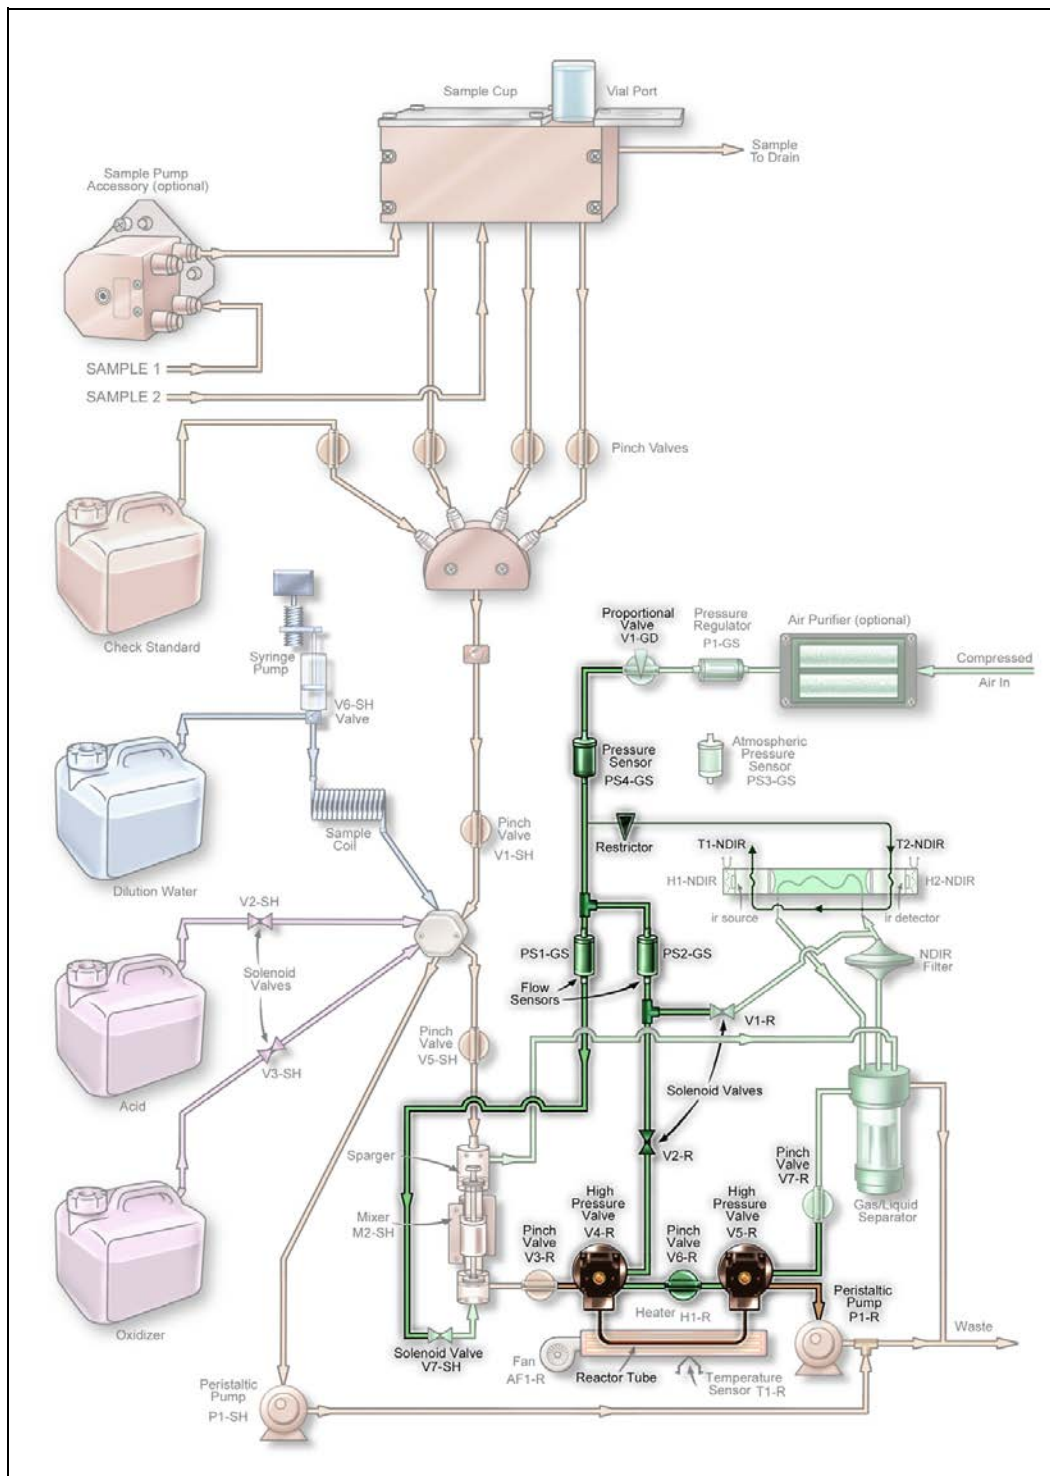 Sample Cup
Vial Port
Sample
To Drain
Sample Pump
Accessory (optional)
SAMPLE 1
SAMPLE 2
Pinch Valves
Check Standard
Syringe
Pump
V6-SH
Valve
Proportional
Valve
V1-GD
Pressure
Regulator
P1-GS
Air Purifier (optional)
Compressed
Air In
Pressure
Sensor
PS4-GS
Atmospheric
Pressure
Sensor
PS3-GS
Sample
Coil
Pinch
Valve
V1-SH
Restrictor
T1-NDIR
T2-NDIR
H1-NDIR
H2-NDIR
ir source
ir detector
Dilution Water
V2-SH
Solenoid
Valves
V3-SH
PS1-GS
PS2-GS
Flow
Sensors
NDIR
Filter
V1-R
Pinch
Valve
V5-SH
Acid
Solenoid Valves
Sparger
V2-R
Mixer
M2-SH
High
Pressure
Valve
V4-R
High
Pressure
Valve
V5-R
Pinch
Valve
V7-R
Gas/Liquid
Separator
Pinch
Valve
V3-R
Pinch
Valve
V6-R
Heater H1-R
Peristaltic
Pump
P1-R
Waste
Oxidizer
Solenoid Valve
V7-SH
Fan
AF1-R
Reactor Tube
Temperature
Sensor T1-R
Peristaltic
Pump
P1-SH